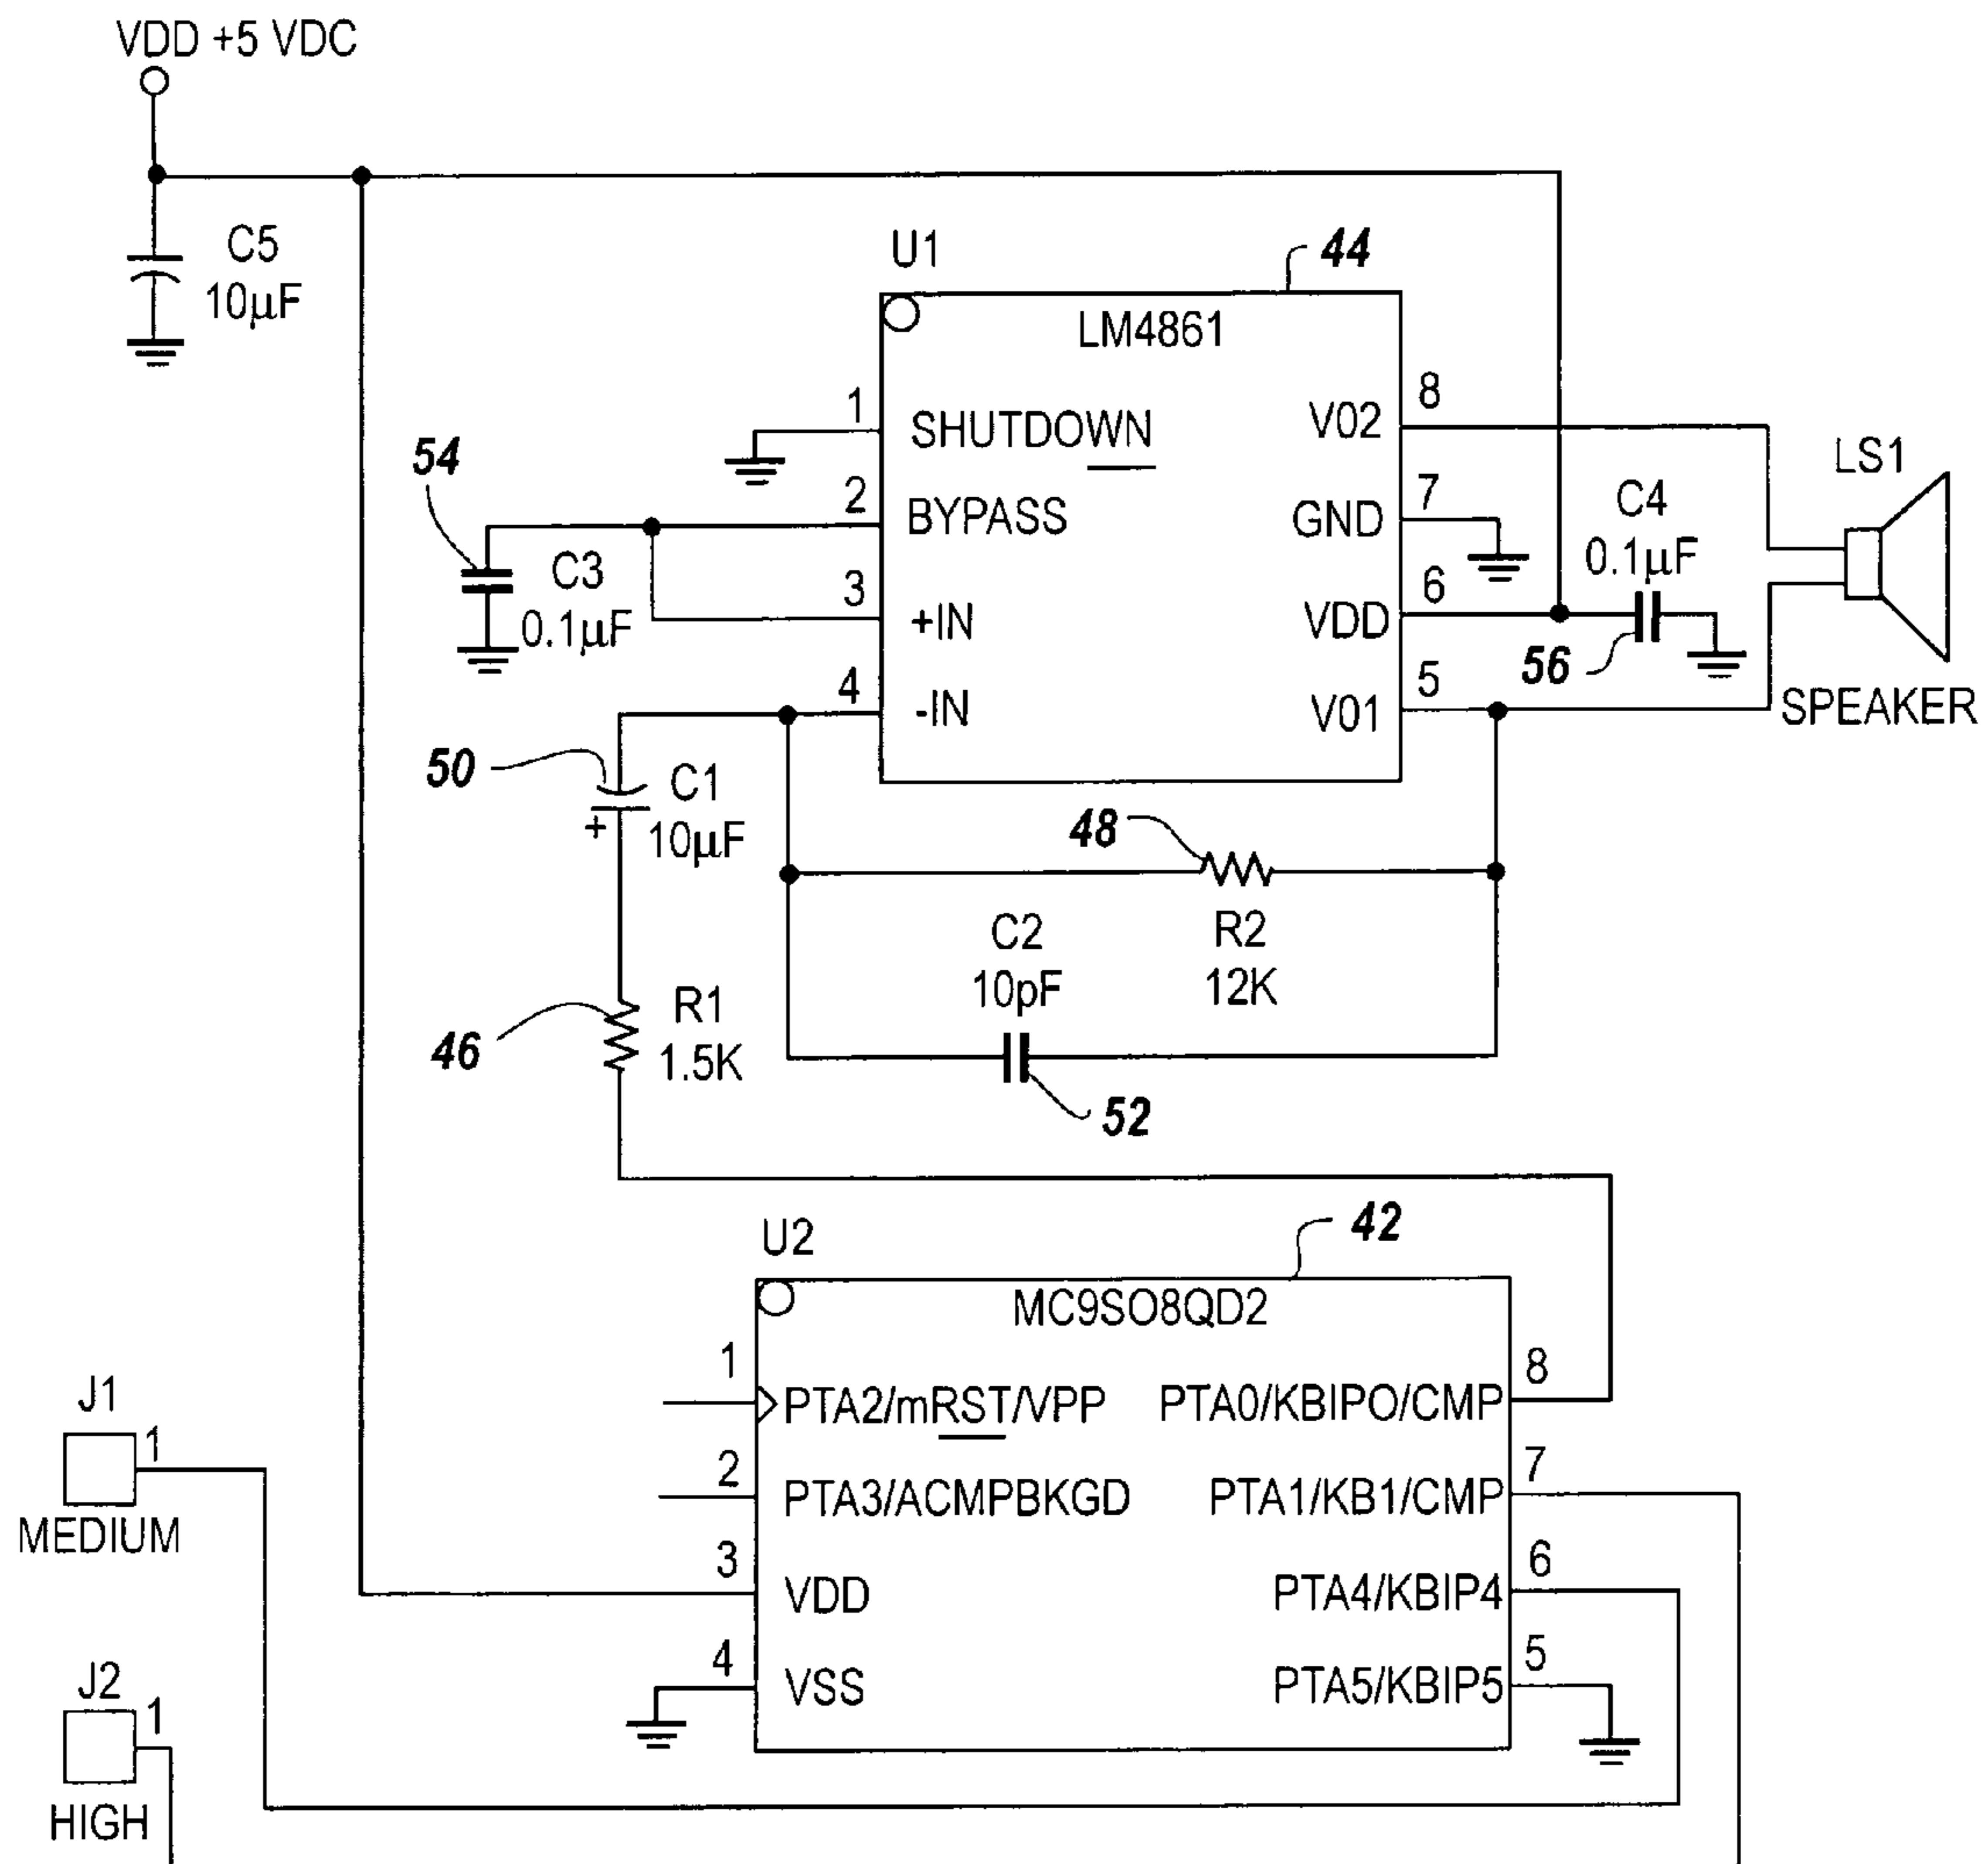 VDD +5 VDC
C5
10µF
U1
44
LM4861
1
SHUTDOWN
2
BYPASS
3
+IN
4
-IN
V02
8
GND
7
VDD
6
V01
5
54
C3
0.1µF
C4
0.1µF
56
LS1
SPEAKER
50
C1
+
10µF
48
R2
12K
C2
10pF
52
46
R1
1.5K
U2
42
MC9SO8QD2
1
PTA2/mRST/VPP
2
PTA3/ACMPBKGD
3
VDD
4
VSS
PTA0/KBIPO/CMP
8
PTA1/KB1/CMP
7
PTA4/KBIP4
6
PTA5/KBIP5
5
J1
1
MEDIUM
J2
1
HIGH